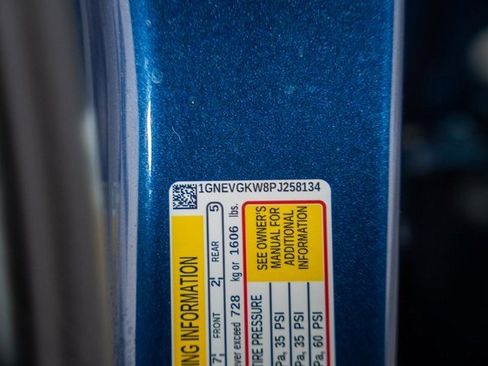 1GNEVGKW8PJ258134
ING INFORMATION
7 FRONT 2 REAR 5
ver exceed 728 kg or 1606 lbs.
SEE OWNER'S
MANUAL FOR
ADDITIONAL
INFORMATION
TIRE PRESSURE
Pa, 35 PSI
Pa, 35 PSI
Pa, 60 PSI